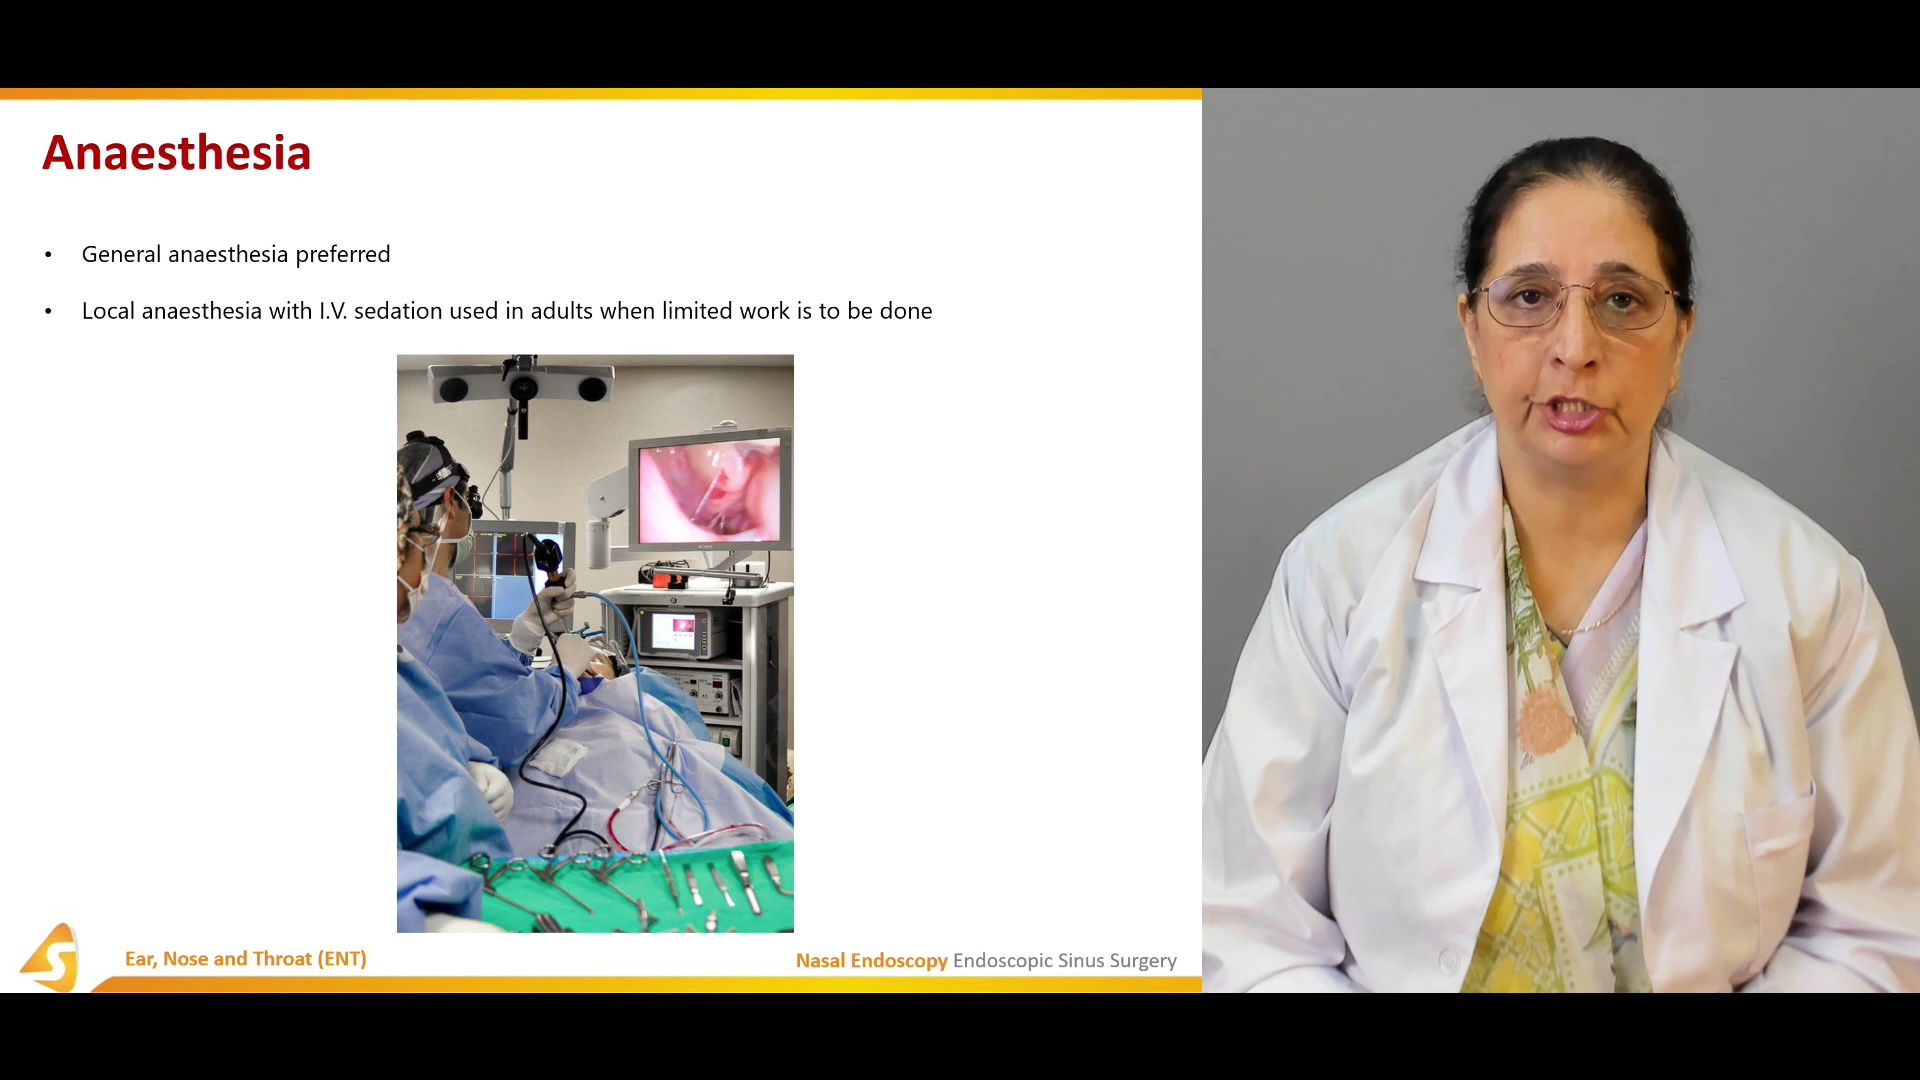 Anaesthesia
• General anaesthesia preferred
• Local anaesthesia with I.V. sedation used in adults when limited work is to be done
SONY
S
Ear, Nose and Throat (ENT)
Nasal Endoscopy Endoscopic Sinus Surgery